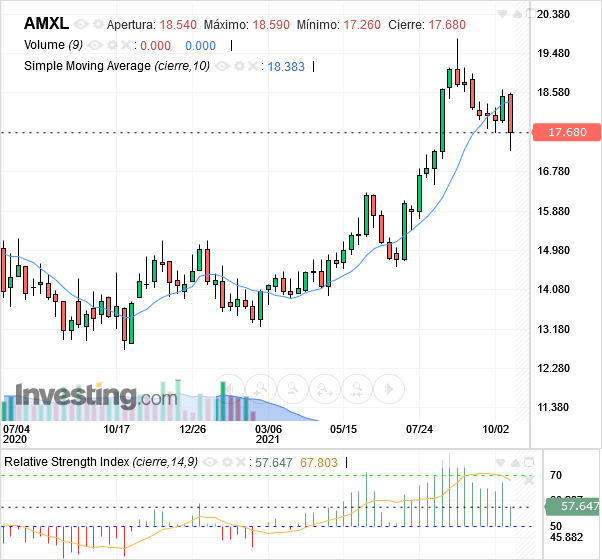 AMXL Apertura: 18.540 Máximo: 18.590 Mínimo: 17.260 Cierre: 17.680
Volume (9) : 0.000 0.000
Simple Moving Average (cierre,10) : 18.383
20.380
19.480
18.580
17.680
16.780
15.880
14.980
14.080
13.180
12.280
11.380
Investing.com
07/04 10/17 12/26 03/06 05/15 07/24 10/02
2020 2021
Relative Strength Index (cierre,14,9) : 57.647 67.803
70
57.647
50
45.882